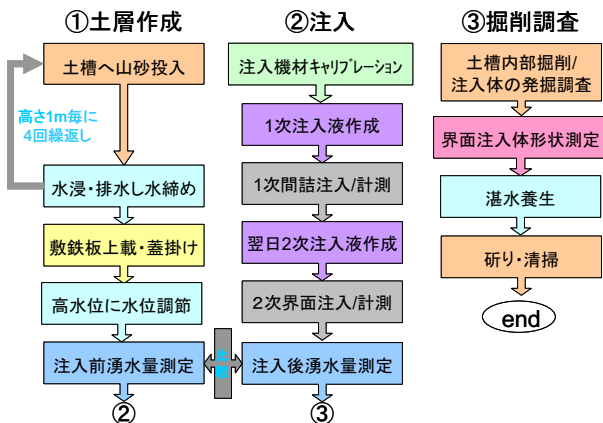 ①土層作成
土槽へ山砂投入
高さ1m毎に
4回繰返し
水浸・排水し水締め
敷鉄板上載・蓋掛け
高水位に水位調節
注入前湧水量測定
②
②注入
注入機材キャリブレーション
1次注入液作成
1次間詰注入/計測
翌日2次注入液作成
2次界面注入/計測
注入後湧水量測定
③
③掘削調査
土槽内部掘削/
注入体の発掘調査
界面注入体形状測定
湛水養生
斫り・清掃
end